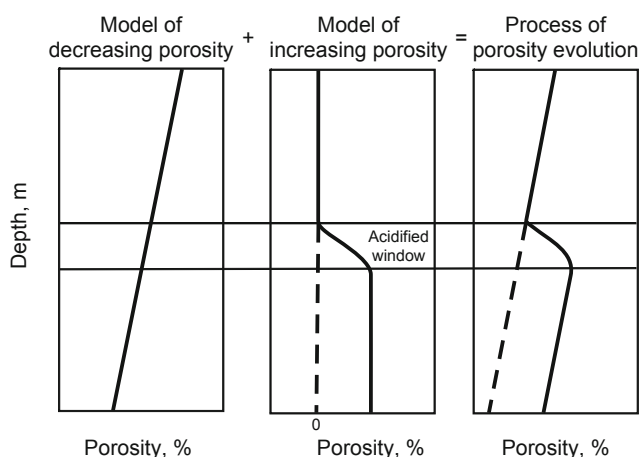 Model of
decreasing porosity
+
Model of
increasing porosity
=
Process of
porosity evolution
Depth, m
Acidified
window
0
Porosity, %
Porosity, %
Porosity, %